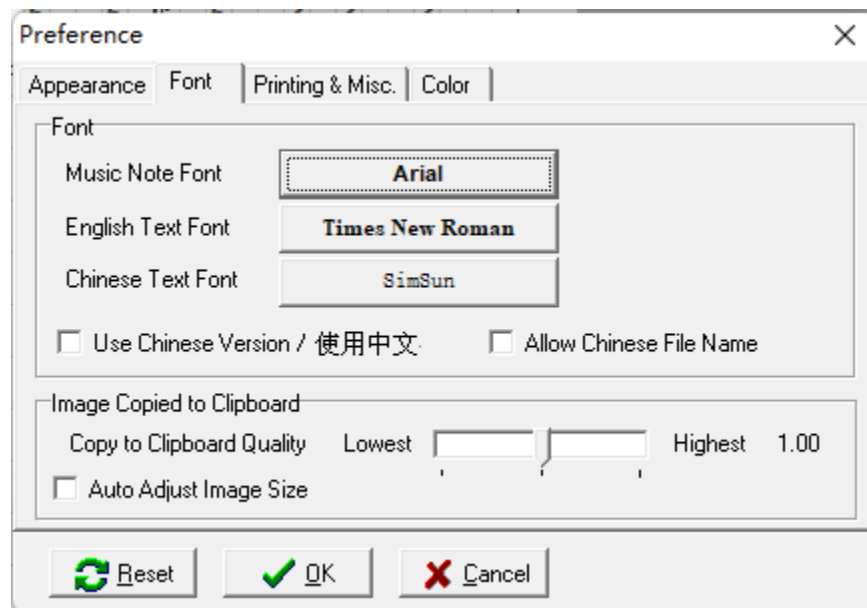 Preference
Appearance Font Printing & Misc. Color
Font
Music Note Font Arial
English Text Font Times New Roman
Chinese Text Font SimSun
Use Chinese Version / 使用中文 Allow Chinese File Name
Image Copied to Clipboard
Copy to Clipboard Quality Lowest Highest 1.00
Auto Adjust Image Size
Reset OK Cancel